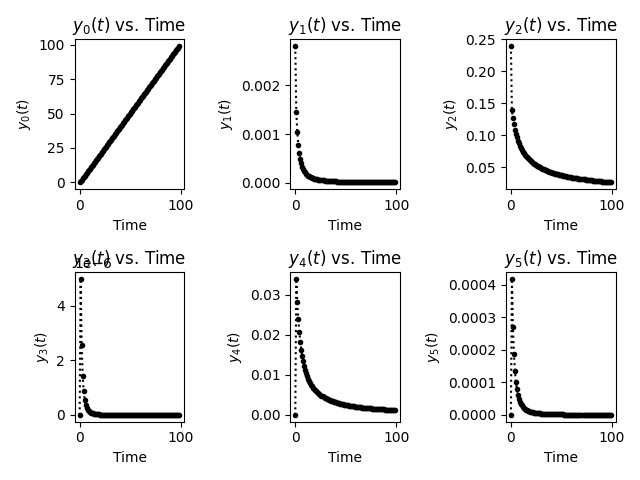 y₀(t) vs. Time
100
75
50
25
0
y₀(t)
0
100
Time
y₁(t) vs. Time
0.002
0.001
0.000
y₁(t)
0
100
Time
y₂(t) vs. Time
0.25
0.20
0.15
0.10
0.05
y₂(t)
0
100
Time
y₃(t) vs. Time
1e−6
4
2
0
y₃(t)
0
100
Time
y₄(t) vs. Time
0.03
0.02
0.01
0.00
y₄(t)
0
100
Time
y₅(t) vs. Time
0.0004
0.0003
0.0002
0.0001
0.0000
y₅(t)
0
100
Time